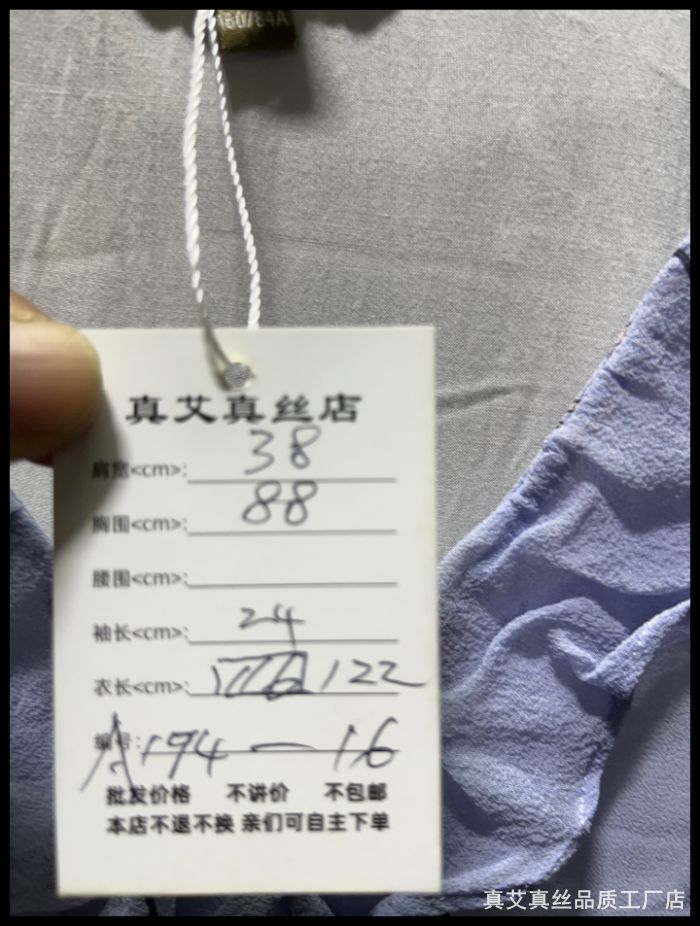 160/84A
真艾真丝店
肩宽<cm>: 38
胸围<cm>: 88
腰围<cm>:
袖长<cm>: 24
衣长<cm>: 122
编号: A194-16
批发价格 不讲价 不包邮
本店不退不换 亲们可自主下单
真艾真丝品质工厂店